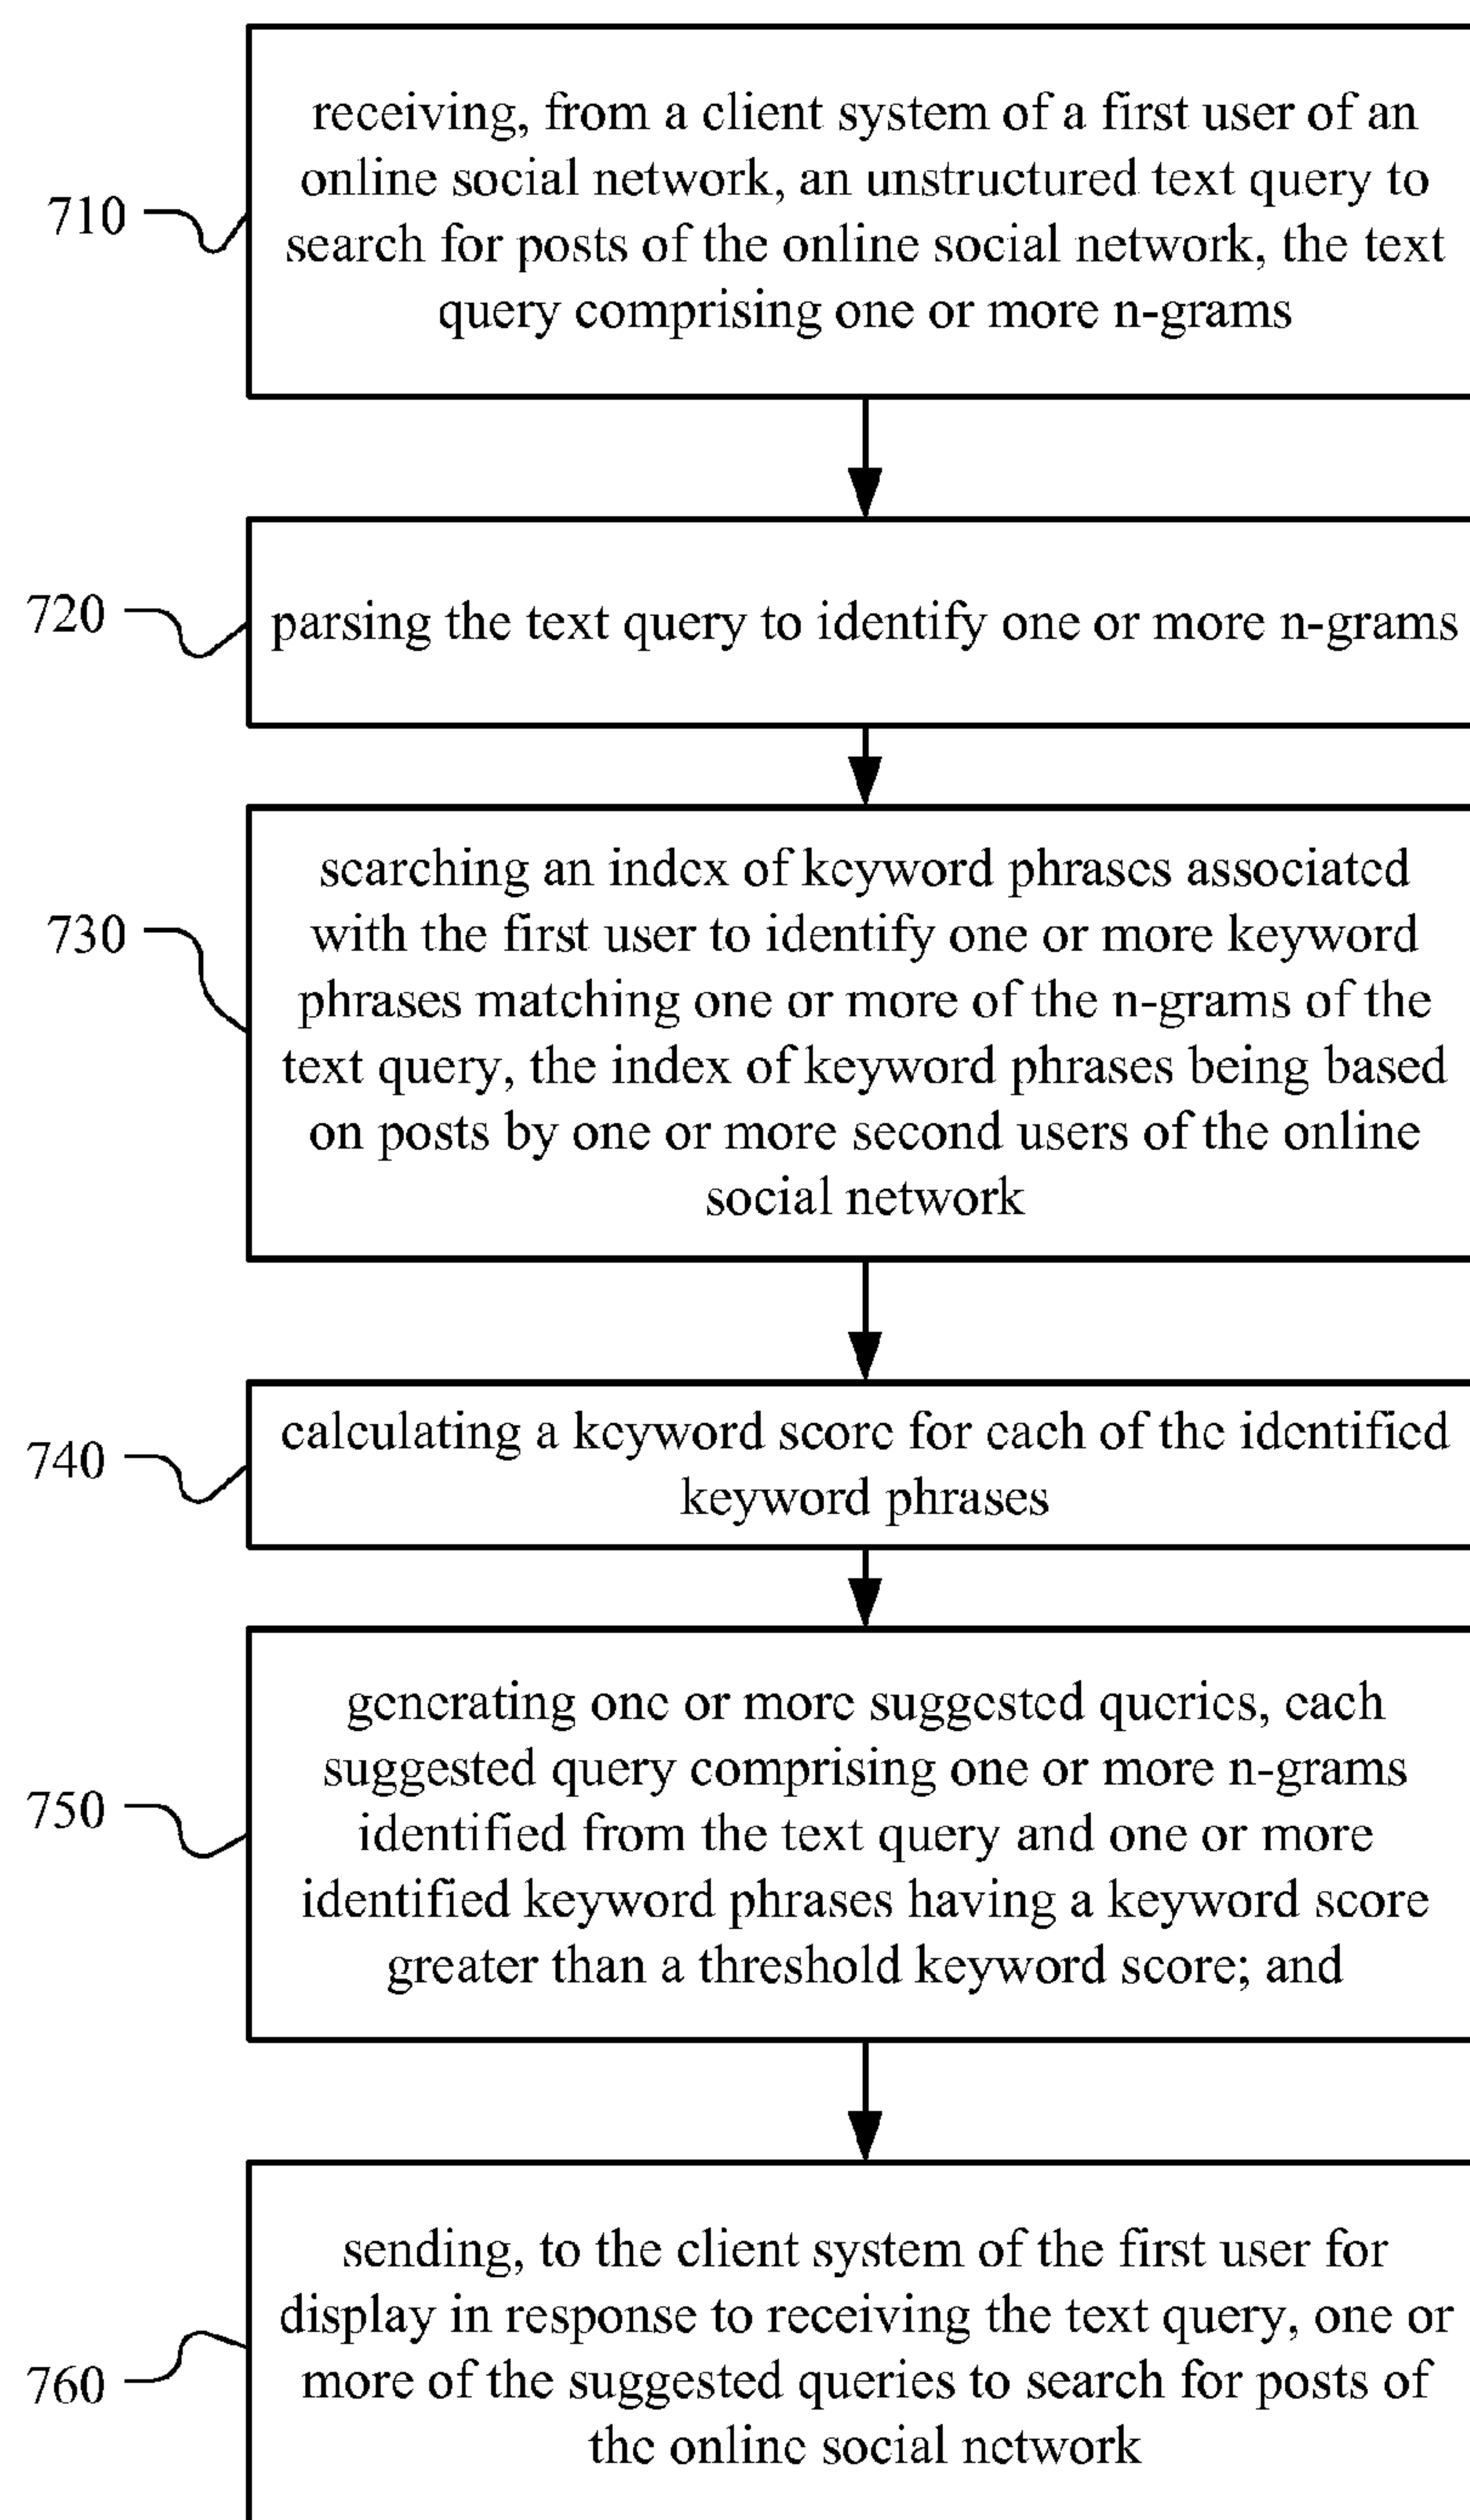 receiving, from a client system of a first user of an
online social network, an unstructured text query to
search for posts of the online social network, the text
query comprising one or more n-grams
710
720
parsing the text query to identify one or more n-grams
730
searching an index of keyword phrases associated
with the first user to identify one or more keyword
phrases matching one or more of the n-grams of the
text query, the index of keyword phrases being based
on posts by one or more second users of the online
social network
740
calculating a keyword score for each of the identified
keyword phrases
750
generating one or more suggested queries, each
suggested query comprising one or more n-grams
identified from the text query and one or more
identified keyword phrases having a keyword score
greater than a threshold keyword score; and
760
sending, to the client system of the first user for
display in response to receiving the text query, one or
more of the suggested queries to search for posts of
the online social network